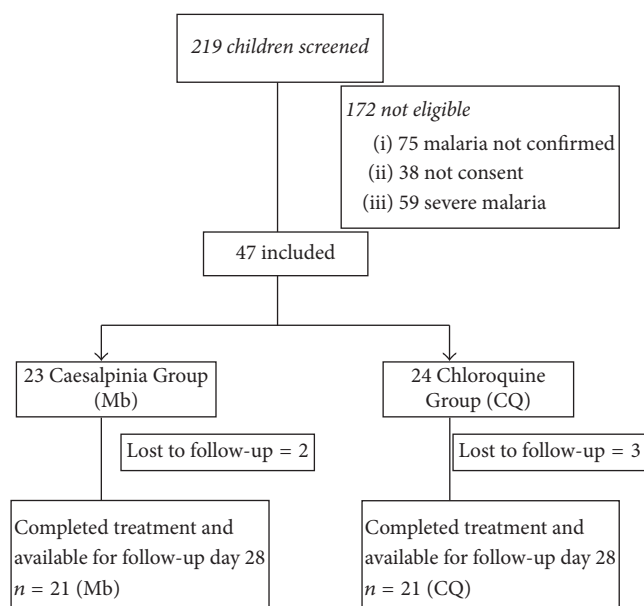 219 children screened
172 not eligible
(i) 75 malaria not confirmed
(ii) 38 not consent
(iii) 59 severe malaria
47 included
23 Caesalpinia Group
(Mb)
24 Chloroquine
Group (CQ)
Lost to follow-up = 2
Lost to follow-up = 3
Completed treatment and
available for follow-up day 28
n = 21 (Mb)
Completed treatment and
available for follow-up day 28
n = 21 (CQ)